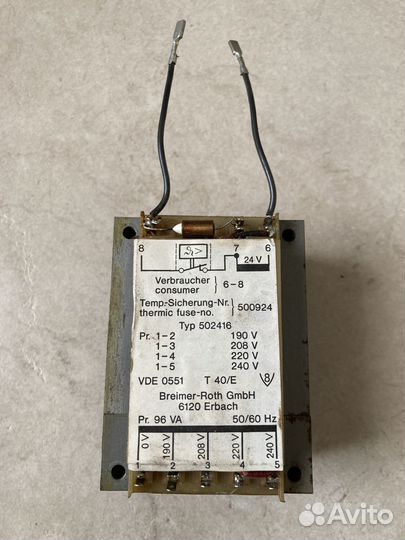 8 7 6
ϑ>
24 V
Verbraucher
consumer
6-8
Temp.-Sicherung-Nr.
thermic fuse-no.
500924
Typ 502416
Pr. 1-2 190 V
1-3 208 V
1-4 220 V
1-5 240 V
VDE 0551 T 40/E 8
Breimer-Roth GmbH
6120 Erbach
Pr. 96 VA 50/60 Hz
0 V 190 V 208 V 220 V 240 V
1 2 3 4 5
Avito